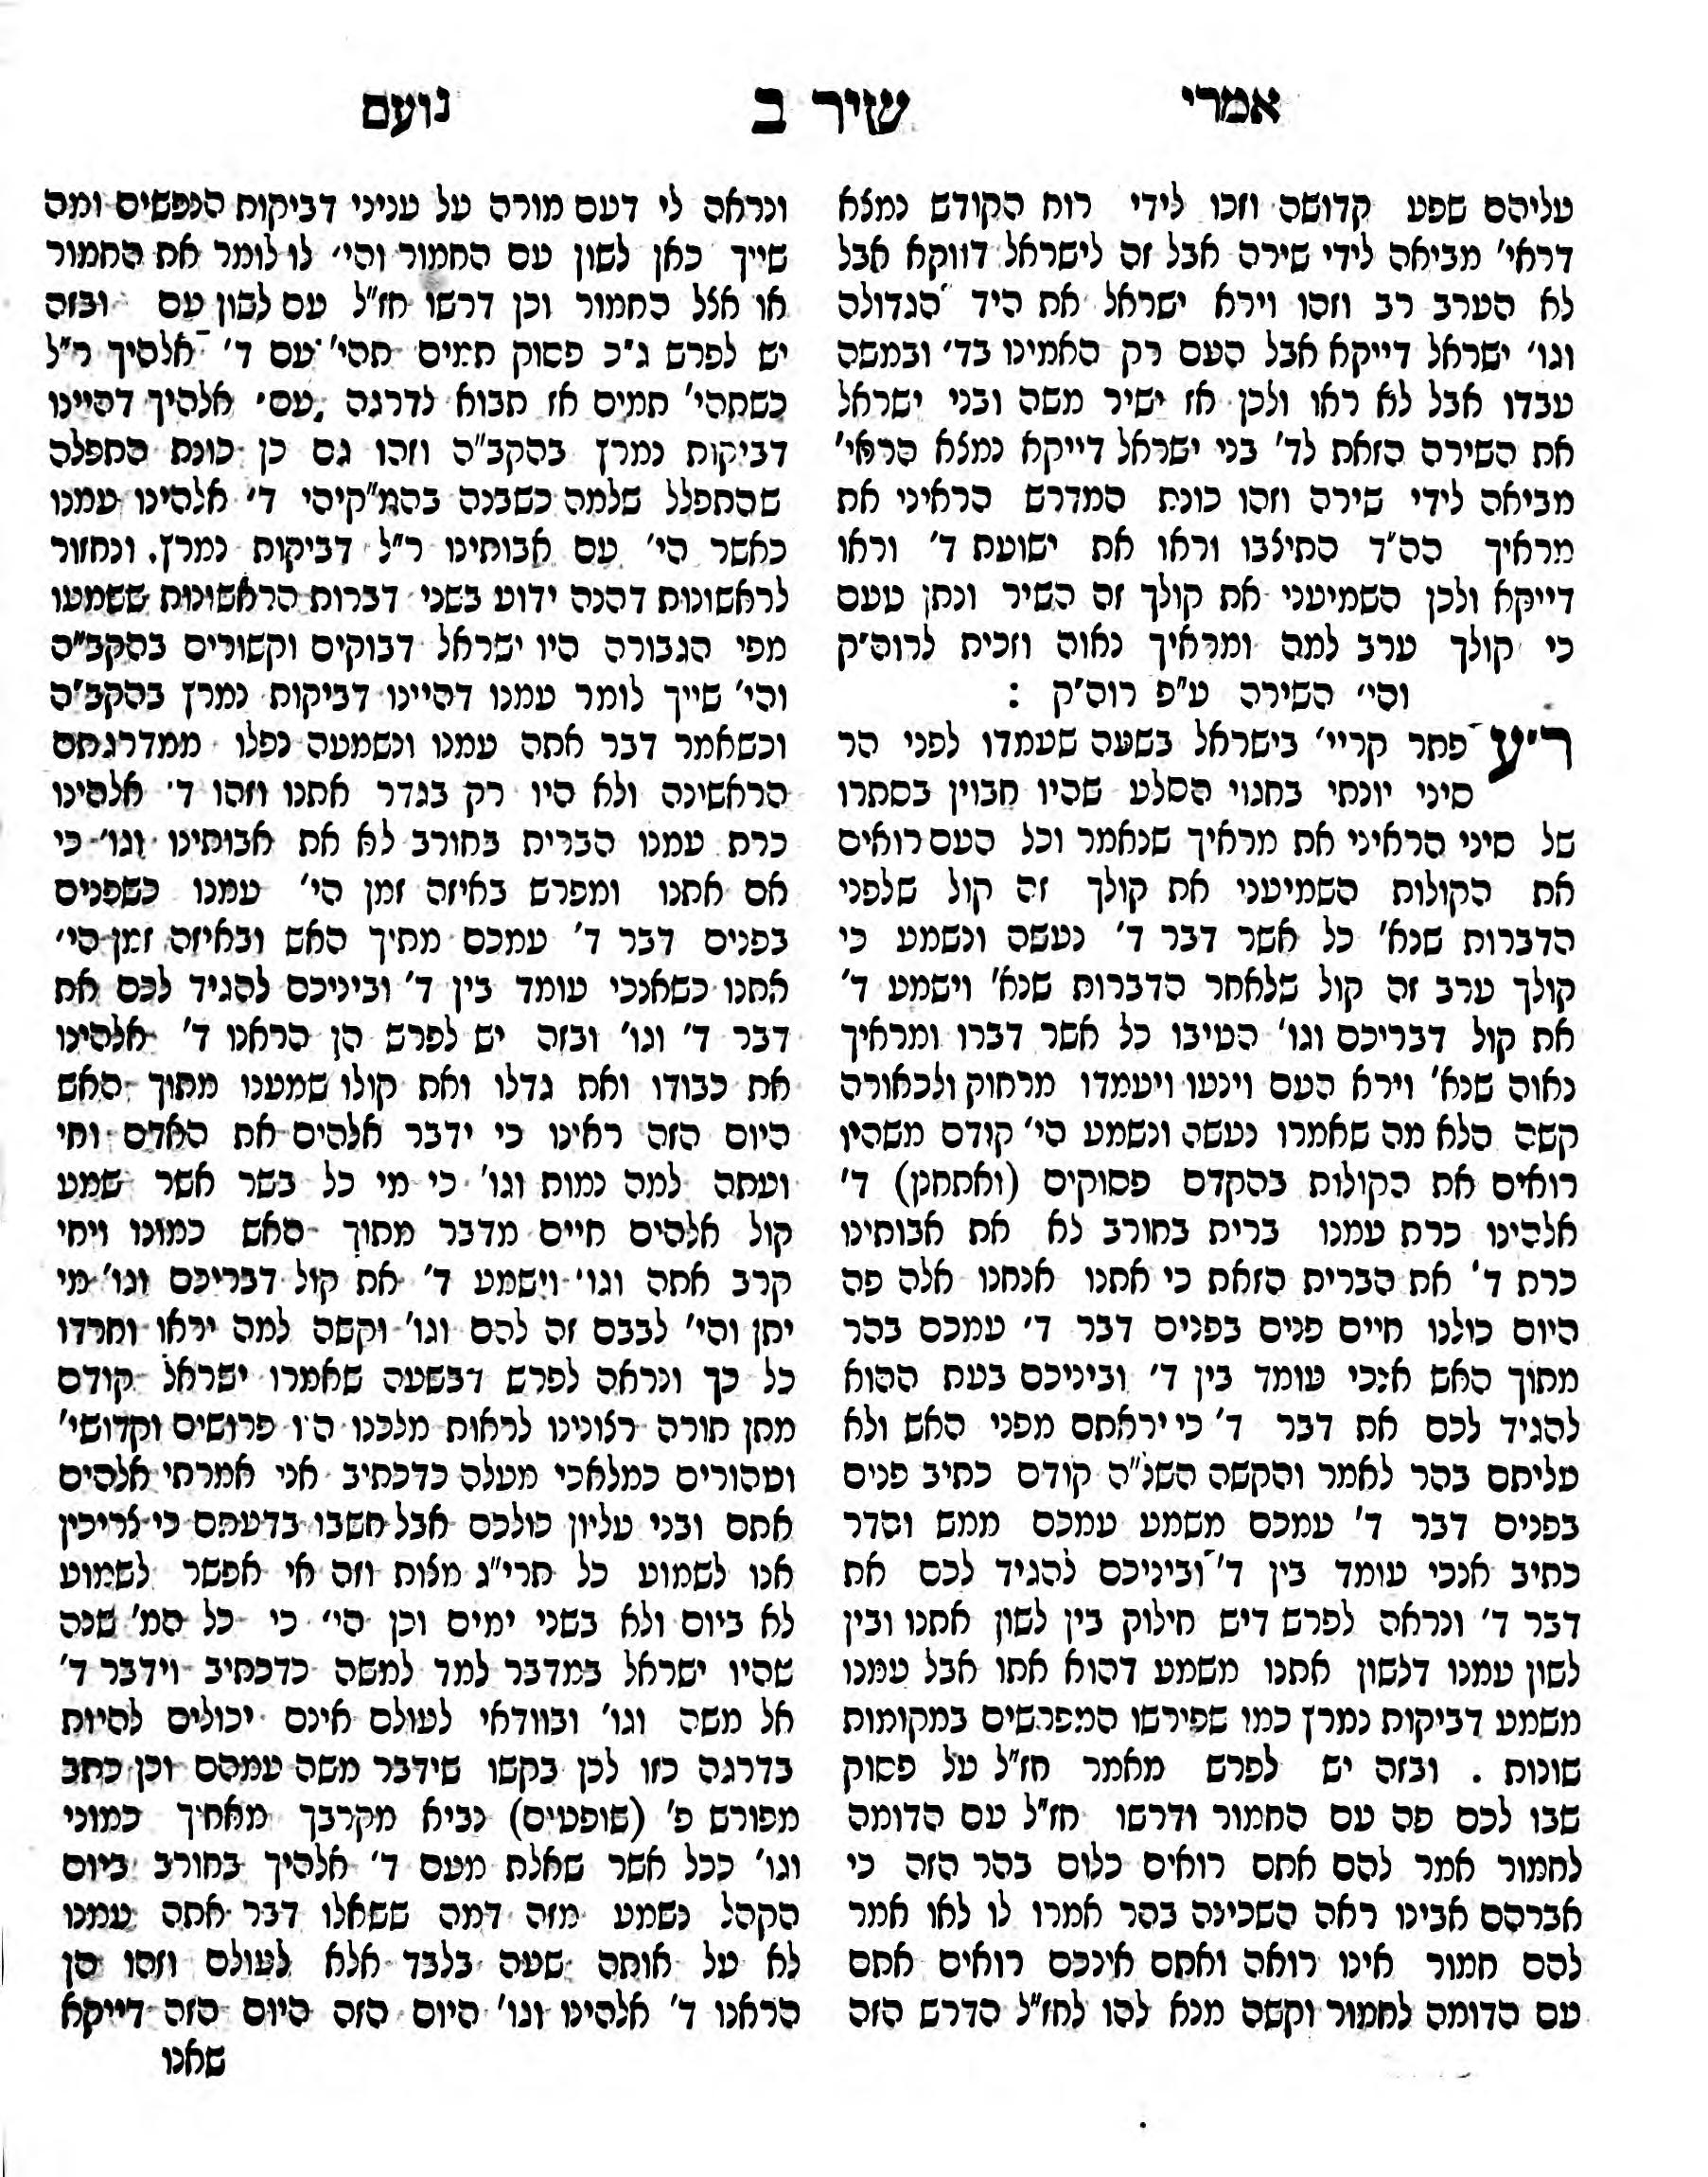 אמרי שיר ב נועם
עליהם שפע קדושה וזכו לידי רוח הקודש נמצא
דראי' מביאה לידי שירה אבל זה לישראל דווקא אבל
לא הערב רב וזהו וירא ישראל את היד הגדולה
וגו' ישראל דייקא אבל העם רק האמינו בד' ובמשה
עבדו אבל לא ראו ולכן אז ישיר משה ובני ישראל
את השירה הזאת לד' בני ישראל דייקא נמצא הראי'
מביאה לידי שירה וזהו כונת המדרש הראיני את
מראיך הה"ד התיצבו וראו את ישועת ד' וראו
דייקא ולכן השמיעני את קולך זה השיר ונתן טעם
כי קולך ערב למה ומראיך נאוה וזכית לרוה"ק
והי' השירה ע"פ רוה"ק :
ר"ע פתר קריי' בישראל בשעה שעמדו לפני הר
סיני יונתי בחגוי הסלע שהיו חבוין בסתרו
של סיני הראיני את מראיך שנאמר וכל העם רואים
את הקולות השמיעני את קולך זה קול שלפני
הדברות שנא' כל אשר דבר ד' נעשה ונשמע כי
קולך ערב זה קול שלאחר הדברות שנא' וישמע ד'
את קול דבריכם וגו' הטיבו כל אשר דברו ומראיך
נאוה שנא' וירא העם וינעו ויעמדו מרחוק ולכאורה
קשה הלא מה שאמרו נעשה ונשמע הי' קודם משהיו
רואים את הקולות בהקדם פסוקים (ואתחנן) ד'
אלהינו כרת עמנו ברית בחורב לא את אבותינו
כרת ד' את הברית הזאת כי אתנו אנחנו אלה פה
היום כולנו חיים פנים בפנים דבר ד' עמכם בהר
מתוך האש אנכי עומד בין ד' וביניכם בעת ההוא
להגיד לכם את דבר ד' כי יראתם מפני האש ולא
עליתם בהר לאמר והקשה השל"ה קודם כתיב פנים
בפנים דבר ד' עמכם משמע עמכם ממש והדר
כתיב אנכי עומד בין ד' וביניכם להגיד לכם את
דבר ד' ונראה לפרש דיש חילוק בין לשון אתנו ובין
לשון עמנו דלשון אתנו משמע דהוא אתו אבל עמנו
משמע דביקות נמרץ כמו שפירשו המפרשים במקומות
שונות . ובזה יש לפרש מאמר חז"ל על פסוק
שבו לכם פה עם החמור ודרשו חז"ל עם הדומה
לחמור אמר להם אתם רואים כלום בהר הזה כי
אברהם אבינו ראה השכינה בהר אמרו לו לאו אמר
להם חמור אינו רואה ואתם אינכם רואים אתם
עם הדומה לחמור וקשה מנא להו לחז"ל הדרש הזה
ונראה לי דעם מורה על עניני דביקות הנפשים ומה
שייך כאן לשון עם החמור והי' לו לומר את החמור
או אצל החמור וכן דרשו חז"ל עם לשון עם ובזה
יש לפרש ג"כ פסוק תמים תהי' עם ד' אלהיך ר"ל
כשתהי' תמים אז תבוא לדרגה עם אלהיך דהיינו
דביקות נמרץ בהקב"ה וזהו גם כן כונת התפלה
שהתפלל שלמה כשבנה בהמ"ק יהי ד' אלהינו עמנו
כאשר הי' עם אבותינו ר"ל דביקות נמרץ. ונחזור
לראשונות דהנה ידוע בשני דברות הראשונות ששמעו
מפי הגבורה היו ישראל דבוקים וקשורים בהקב"ה
והי' שייך לומר עמנו דהיינו דביקות נמרץ בהקב"ה
וכשאמר דבר אתה עמנו ונשמעה נפלו ממדרגתם
הראשינה ולא היו רק בגדר אתנו וזהו ד' אלהינו
כרת עמנו הברית בחורב לא את אבותינו וגו' כי
אם אתנו ומפרש באיזה זמן הי' עמנו כשפנים
בפנים דבר ד' עמכם מתוך האש ובאיזה זמן הי'
אתנו כשאנכי עומד בין ד' וביניכם להגיד לכם את
דבר ד' וגו' ובזה יש לפרש הן הראנו ד' אלהינו
את כבודו ואת גדלו ואת קולו שמענו מתוך האש
היום הזה ראינו כי ידבר אלהים את האדם וחי
ועתה למה נמות וגו' כי מי כל בשר אשר שמע
קול אלהים חיים מדבר מתוך האש כמונו ויחי
קרב אתה וגו' וישמע ד' את קול דבריכם וגו' מי
יתן והי' לבבם זה להם וגו' וקשה למה יראו וחרדו
כל כך ונראה לפרש דבשעה שאמרו ישראל קודם
מתן תורה רצונינו לראות מלכנו היו פרושים וקדושי'
וטהורים כמלאכי מעלה כדכתיב אני אמרתי אלהים
אתם ובני עליון כולכם אבל חשבו בדעתם כי צריכין
אנו לשמוע כל תרי"ג מצות וזה אי אפשר לשמוע
לא ביום ולא בשני ימים וכן הי' כי כל המ' שנה
שהיו ישראל במדבר למד למשה כדכתיב וידבר ד'
אל משה וגו' ובוודאי לעולם אינם יכולים להיות
בדרגה כזו לכן בקשו שידבר משה עמהם וכן כתב
מפורש פ' (שופטים) נביא מקרבך מאחיך כמוני
וגו' ככל אשר שאלת מעם ד' אלהיך בחורב ביום
הקהל נשמע מזה דמה ששאלו דבר אתה עמנו
לא על אותה שעה בלבד אלא לעולם וזהו הן
הראנו ד' אלהינו וגו' היום הזה היום הזה דייקא
שאנו